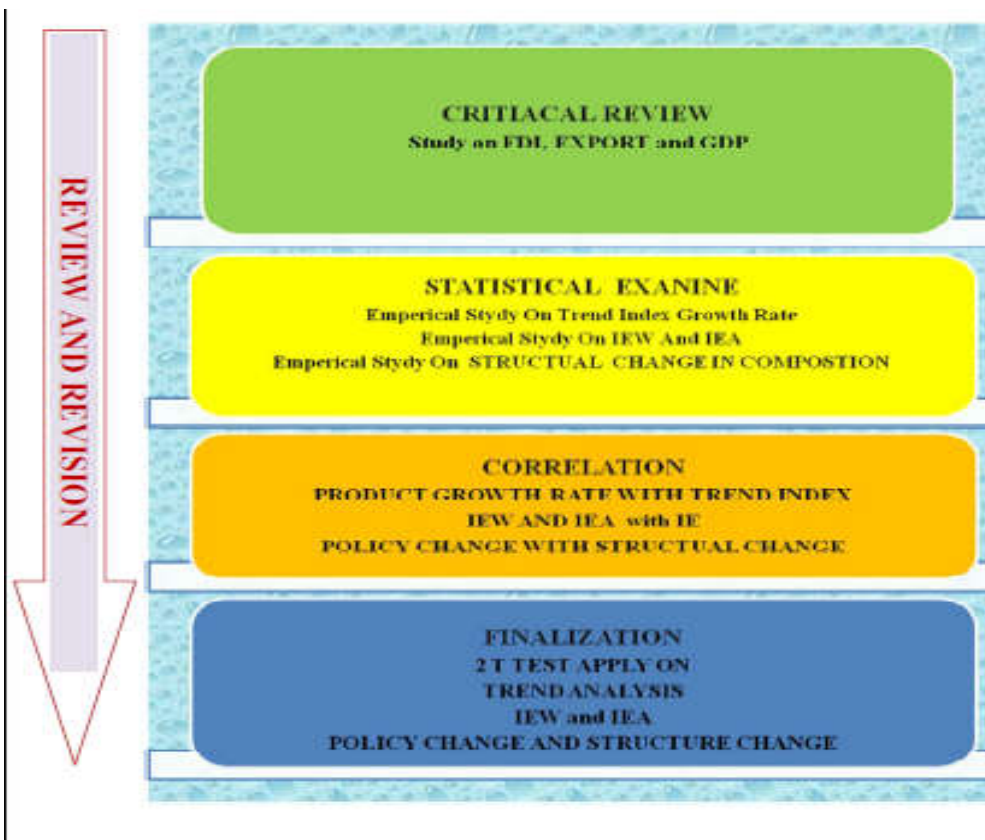 REVIEW AND REVISION
CRITIACAL REVIEW
Study on FDI, EXPORT and GDP
STATISTICAL EXANINE
Emperical Stydy On Trend Index Growth Rate
Emperical Stydy On IEW And IEA
Emperical Stydy On STRUCTUAL CHANGE IN COMPOSTION
CORRELATION
PRODUCT GROWTH RATE WITH TREND INDEX
IEW AND IEA with IE
POLICY CHANGE WITH STRUCTUAL CHANGE
FINALIZATION
2 T TEST APPLY ON
TREND ANALYSIS
IEW and IEA
POLICY CHANGE AND STRUCTURE CHANGE